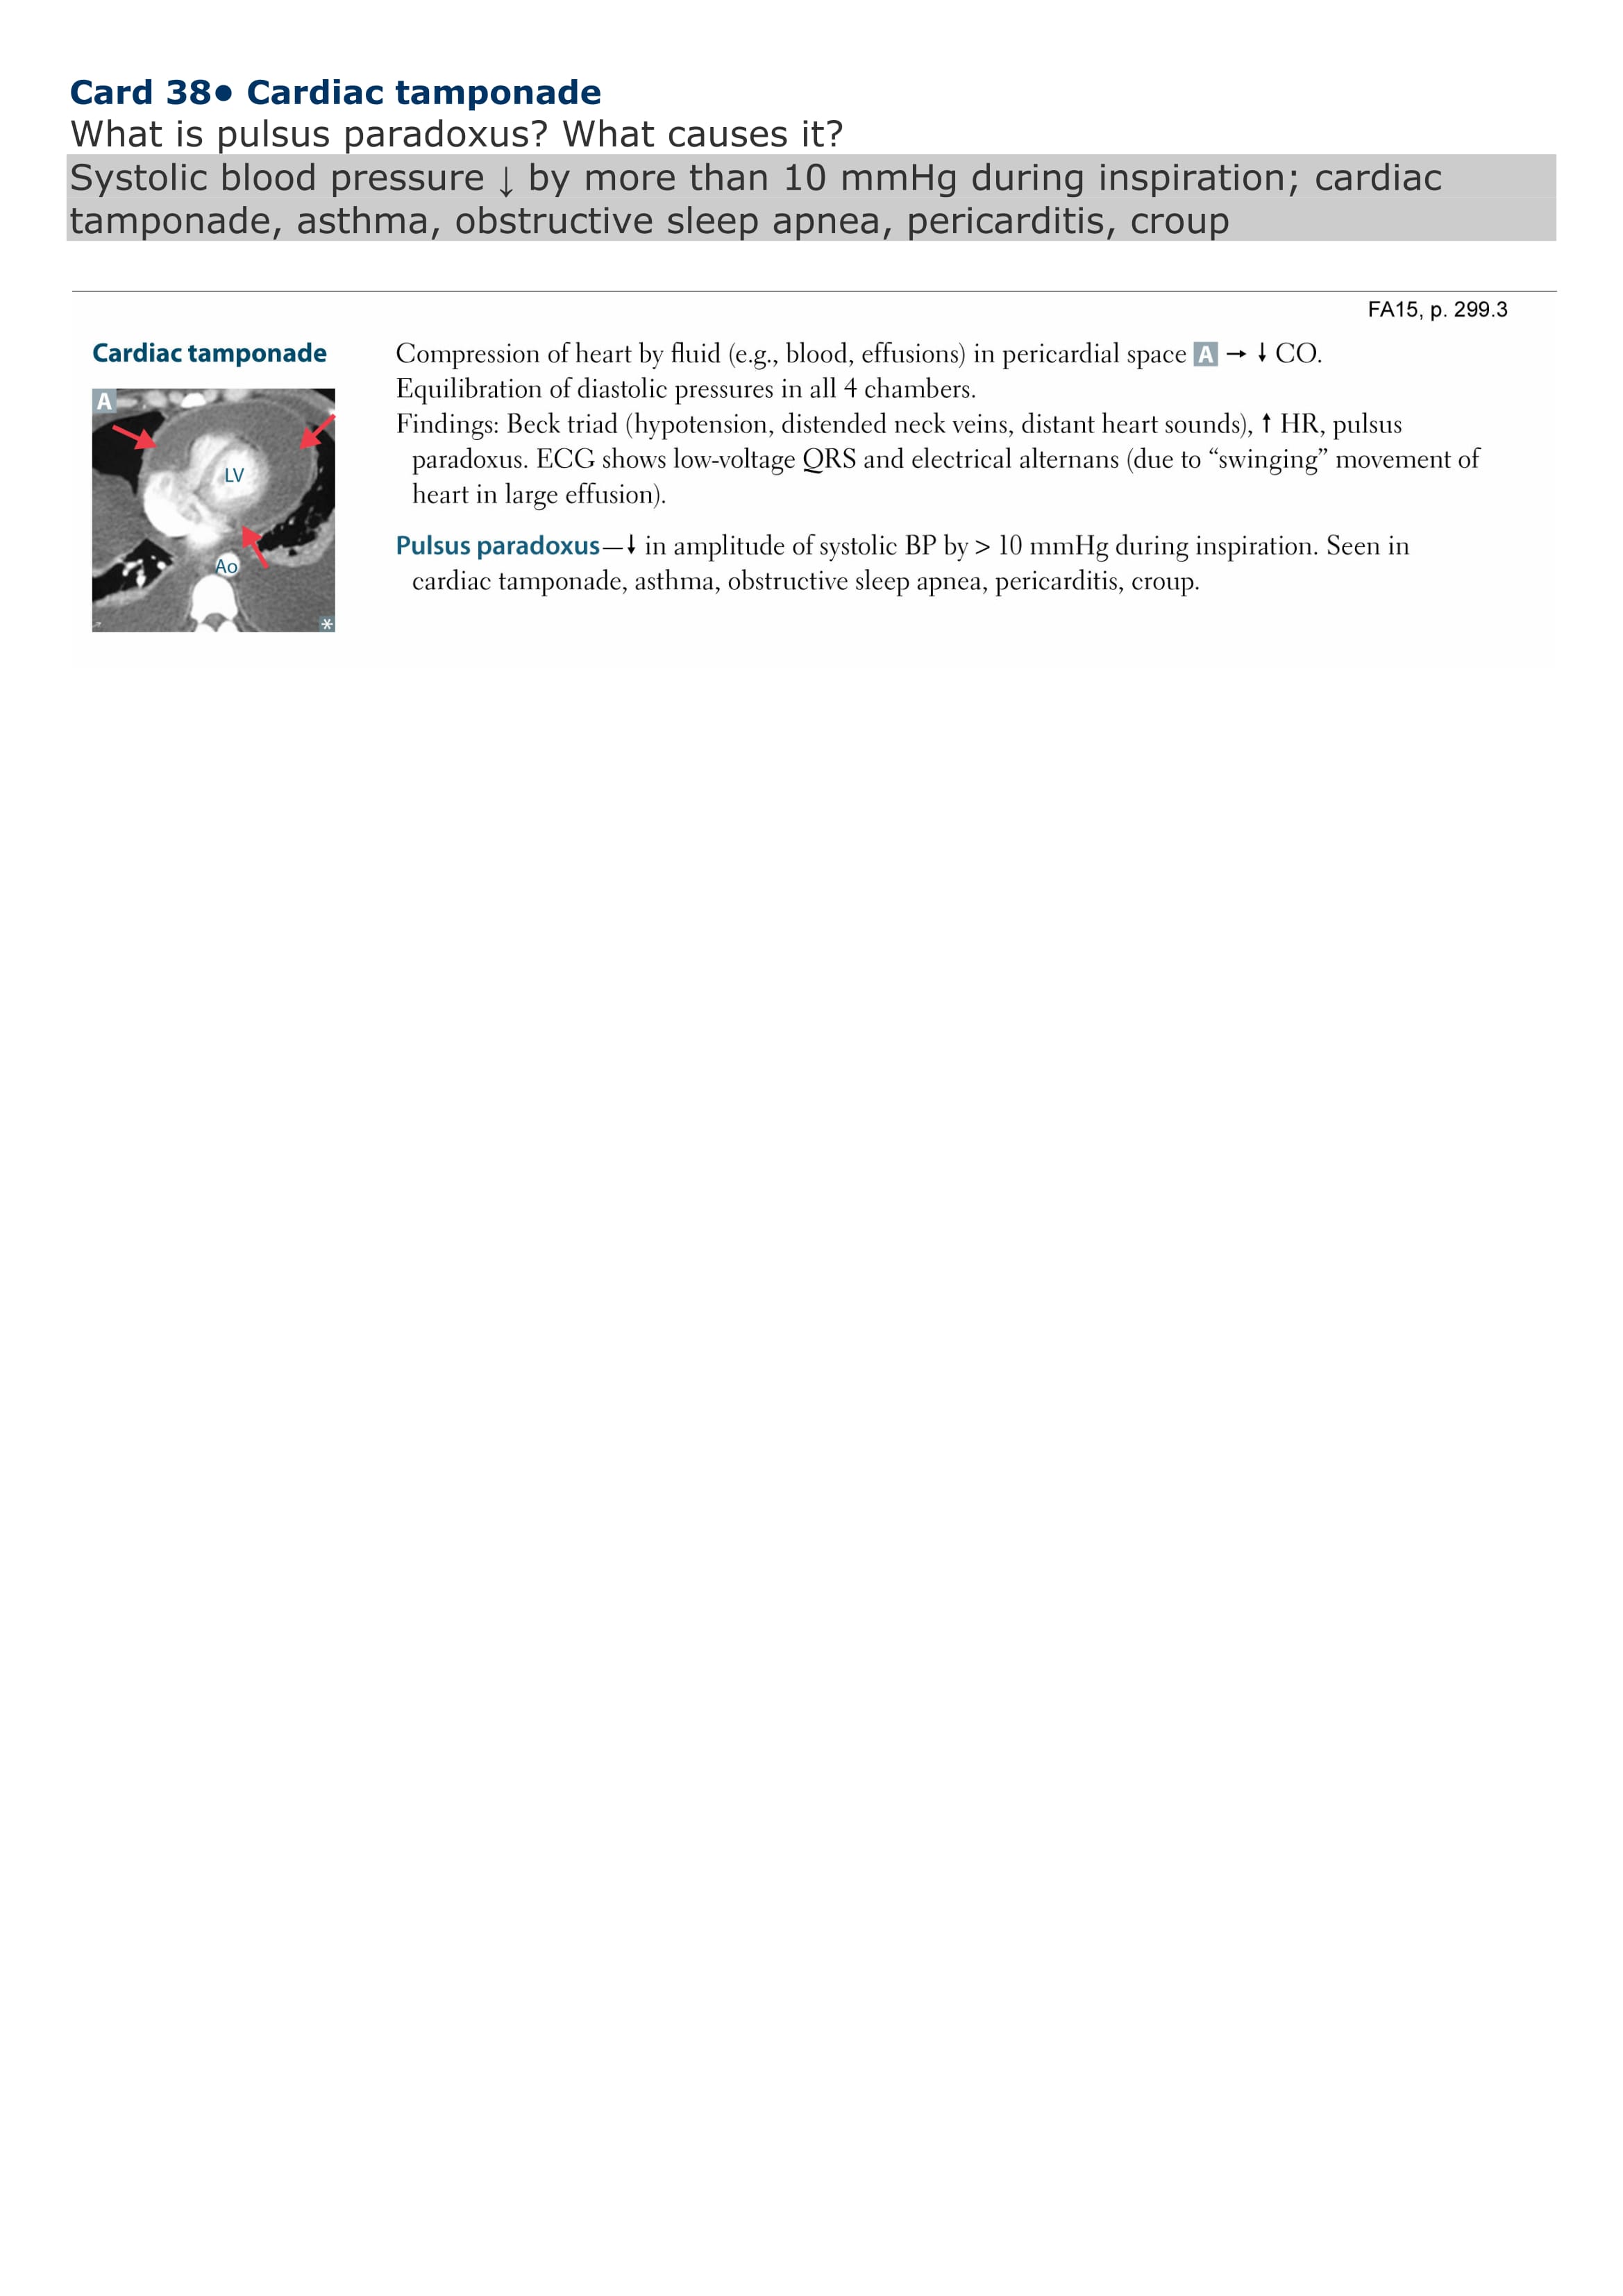 Card 38● Cardiac tamponade
What is pulsus paradoxus? What causes it?
Systolic blood pressure ↓ by more than 10 mmHg during inspiration; cardiac
tamponade, asthma, obstructive sleep apnea, pericarditis, croup
FA15, p. 299.3
Cardiac tamponade
A
LV
Ao
*
Compression of heart by fluid (e.g., blood, effusions) in pericardial space A → ↓ CO.
Equilibration of diastolic pressures in all 4 chambers.
Findings: Beck triad (hypotension, distended neck veins, distant heart sounds), ↑ HR, pulsus
paradoxus. ECG shows low-voltage QRS and electrical alternans (due to “swinging” movement of
heart in large effusion).
Pulsus paradoxus—↓ in amplitude of systolic BP by > 10 mmHg during inspiration. Seen in
cardiac tamponade, asthma, obstructive sleep apnea, pericarditis, croup.